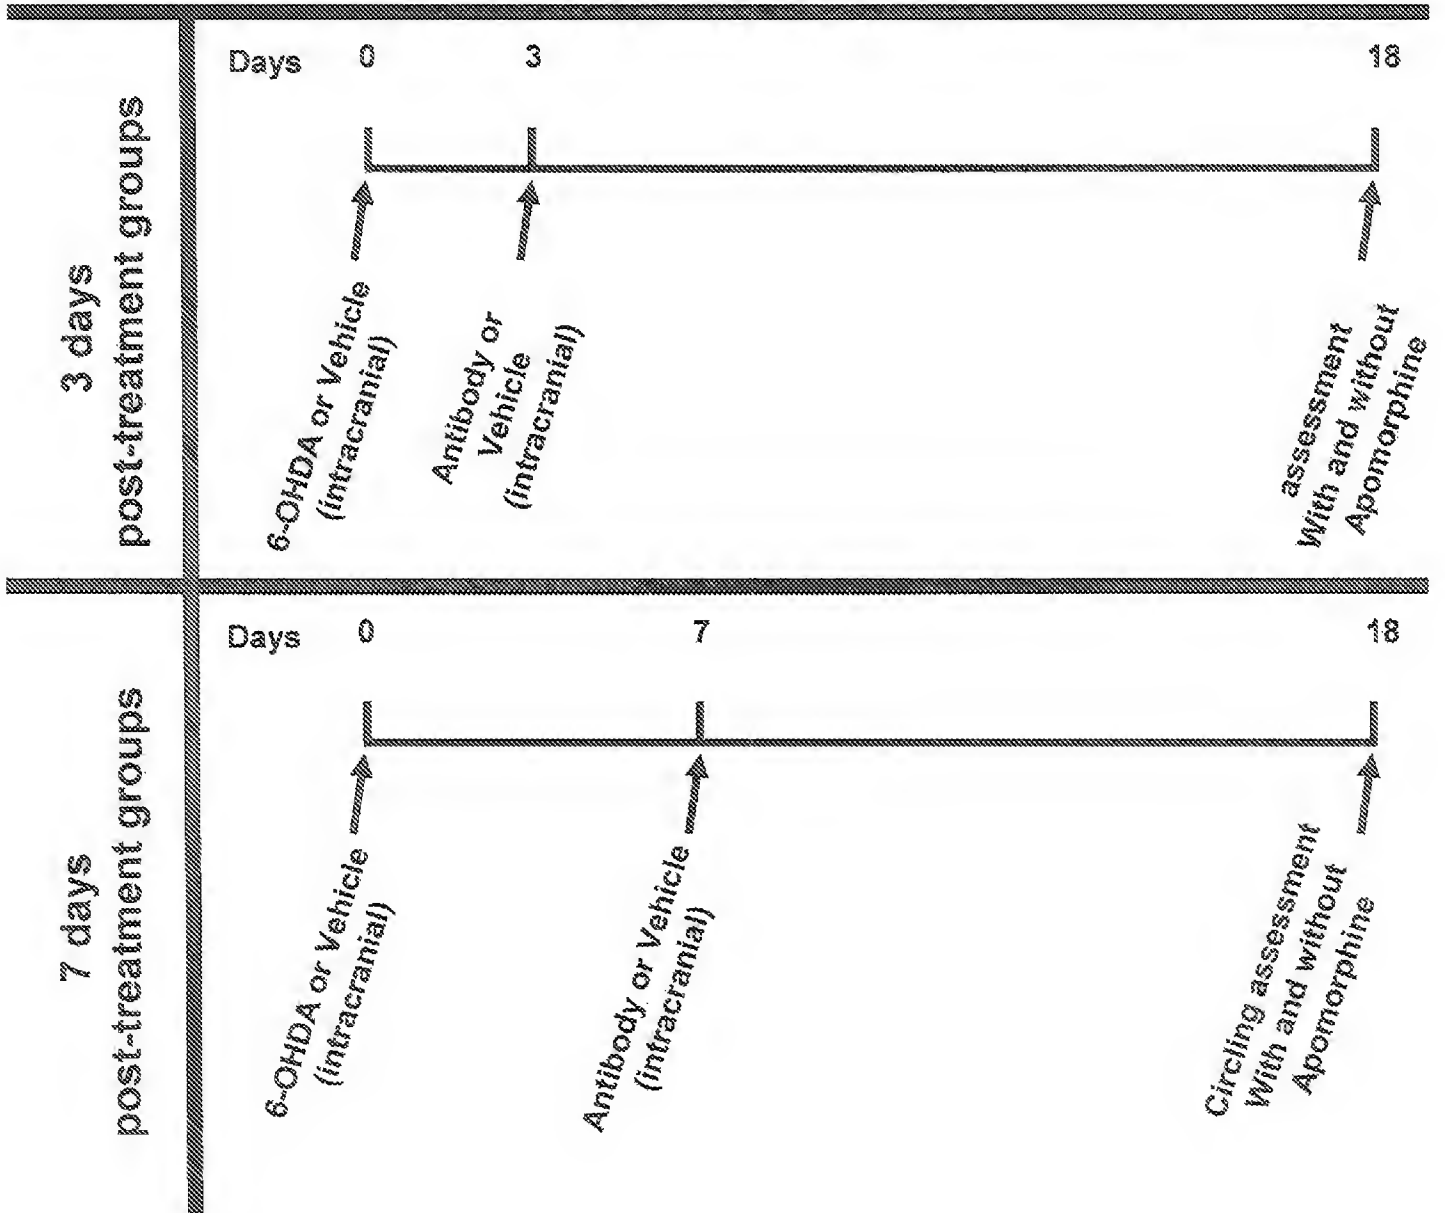 3 days
post-treatment groups
Days 0 3 18
6-OHDA or Vehicle
(intracranial)
Antibody or
Vehicle
(intracranial)
assessment
With and without
Apomorphine
7 days
post-treatment groups
Days 0 7 18
6-OHDA or Vehicle
(intracranial)
Antibody or Vehicle
(intracranial)
Circling assessment
With and without
Apomorphine